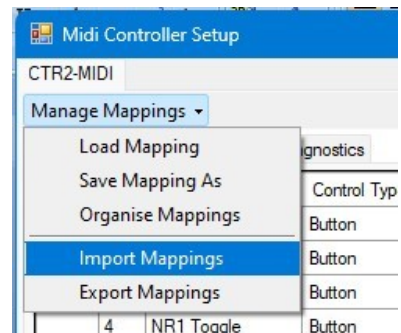 Midi Controller Setup
CTR2-MIDI
Manage Mappings
Load Mapping
Save Mapping As
Organise Mappings
Import Mappings
Export Mappings
Control Typ
Button
Button
Button
4 NR1 Toggle Button